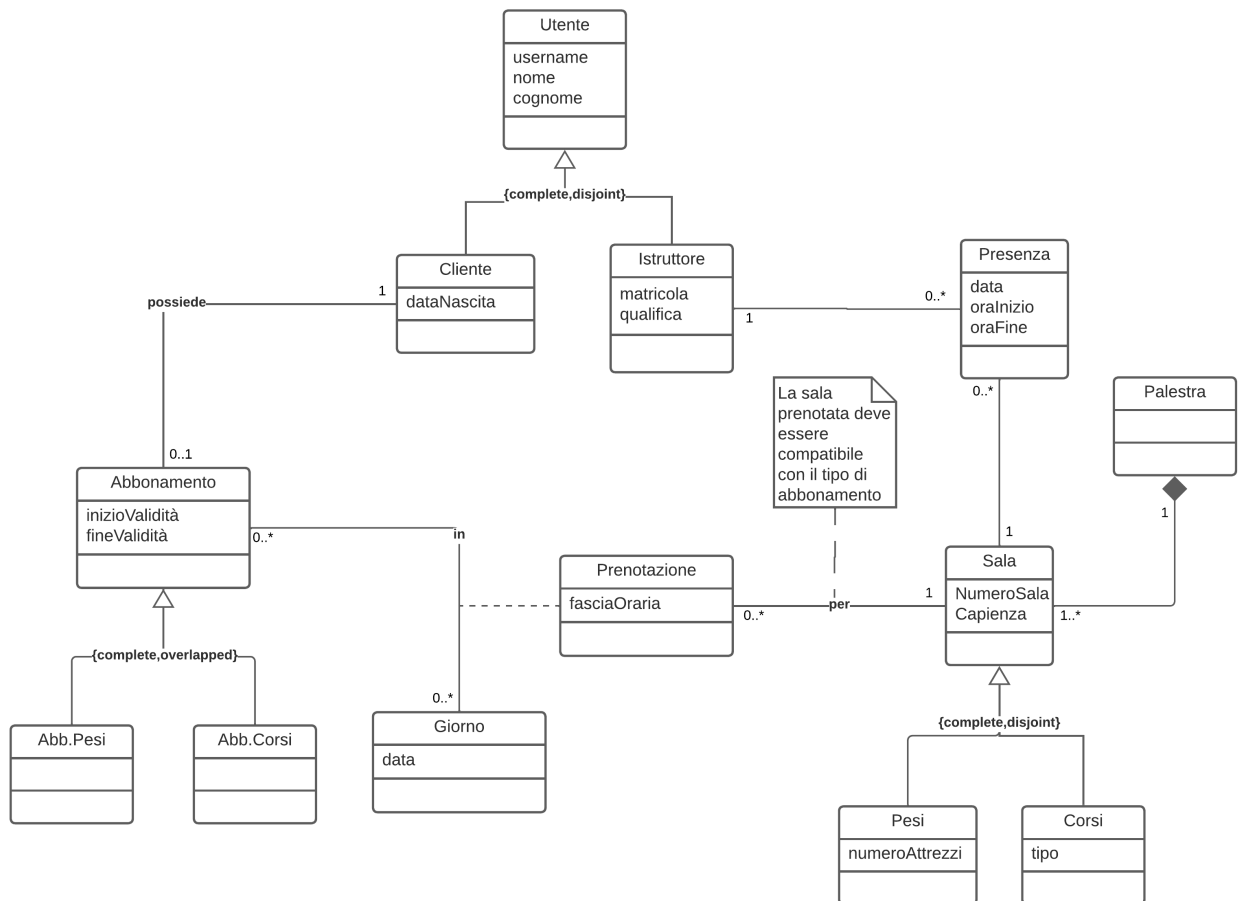 Utente
username
nome
cognome
{complete,disjoint}
Cliente
dataNascita
Istruttore
matricola
qualifica
Presenza
data
oraInizio
oraFine
possiede
1
1
0..*
0..*
La sala
prenotata deve
essere
compatibile
con il tipo di
abbonamento
Palestra
0..1
Abbonamento
inizioValidità
fineValidità
0..*
in
1
1
Sala
NumeroSala
Capienza
Prenotazione
fasciaOraria
0..*
per
1
1..*
{complete,overlapped}
Abb.Pesi
Abb.Corsi
0..*
Giorno
data
{complete,disjoint}
Pesi
numeroAttrezzi
Corsi
tipo